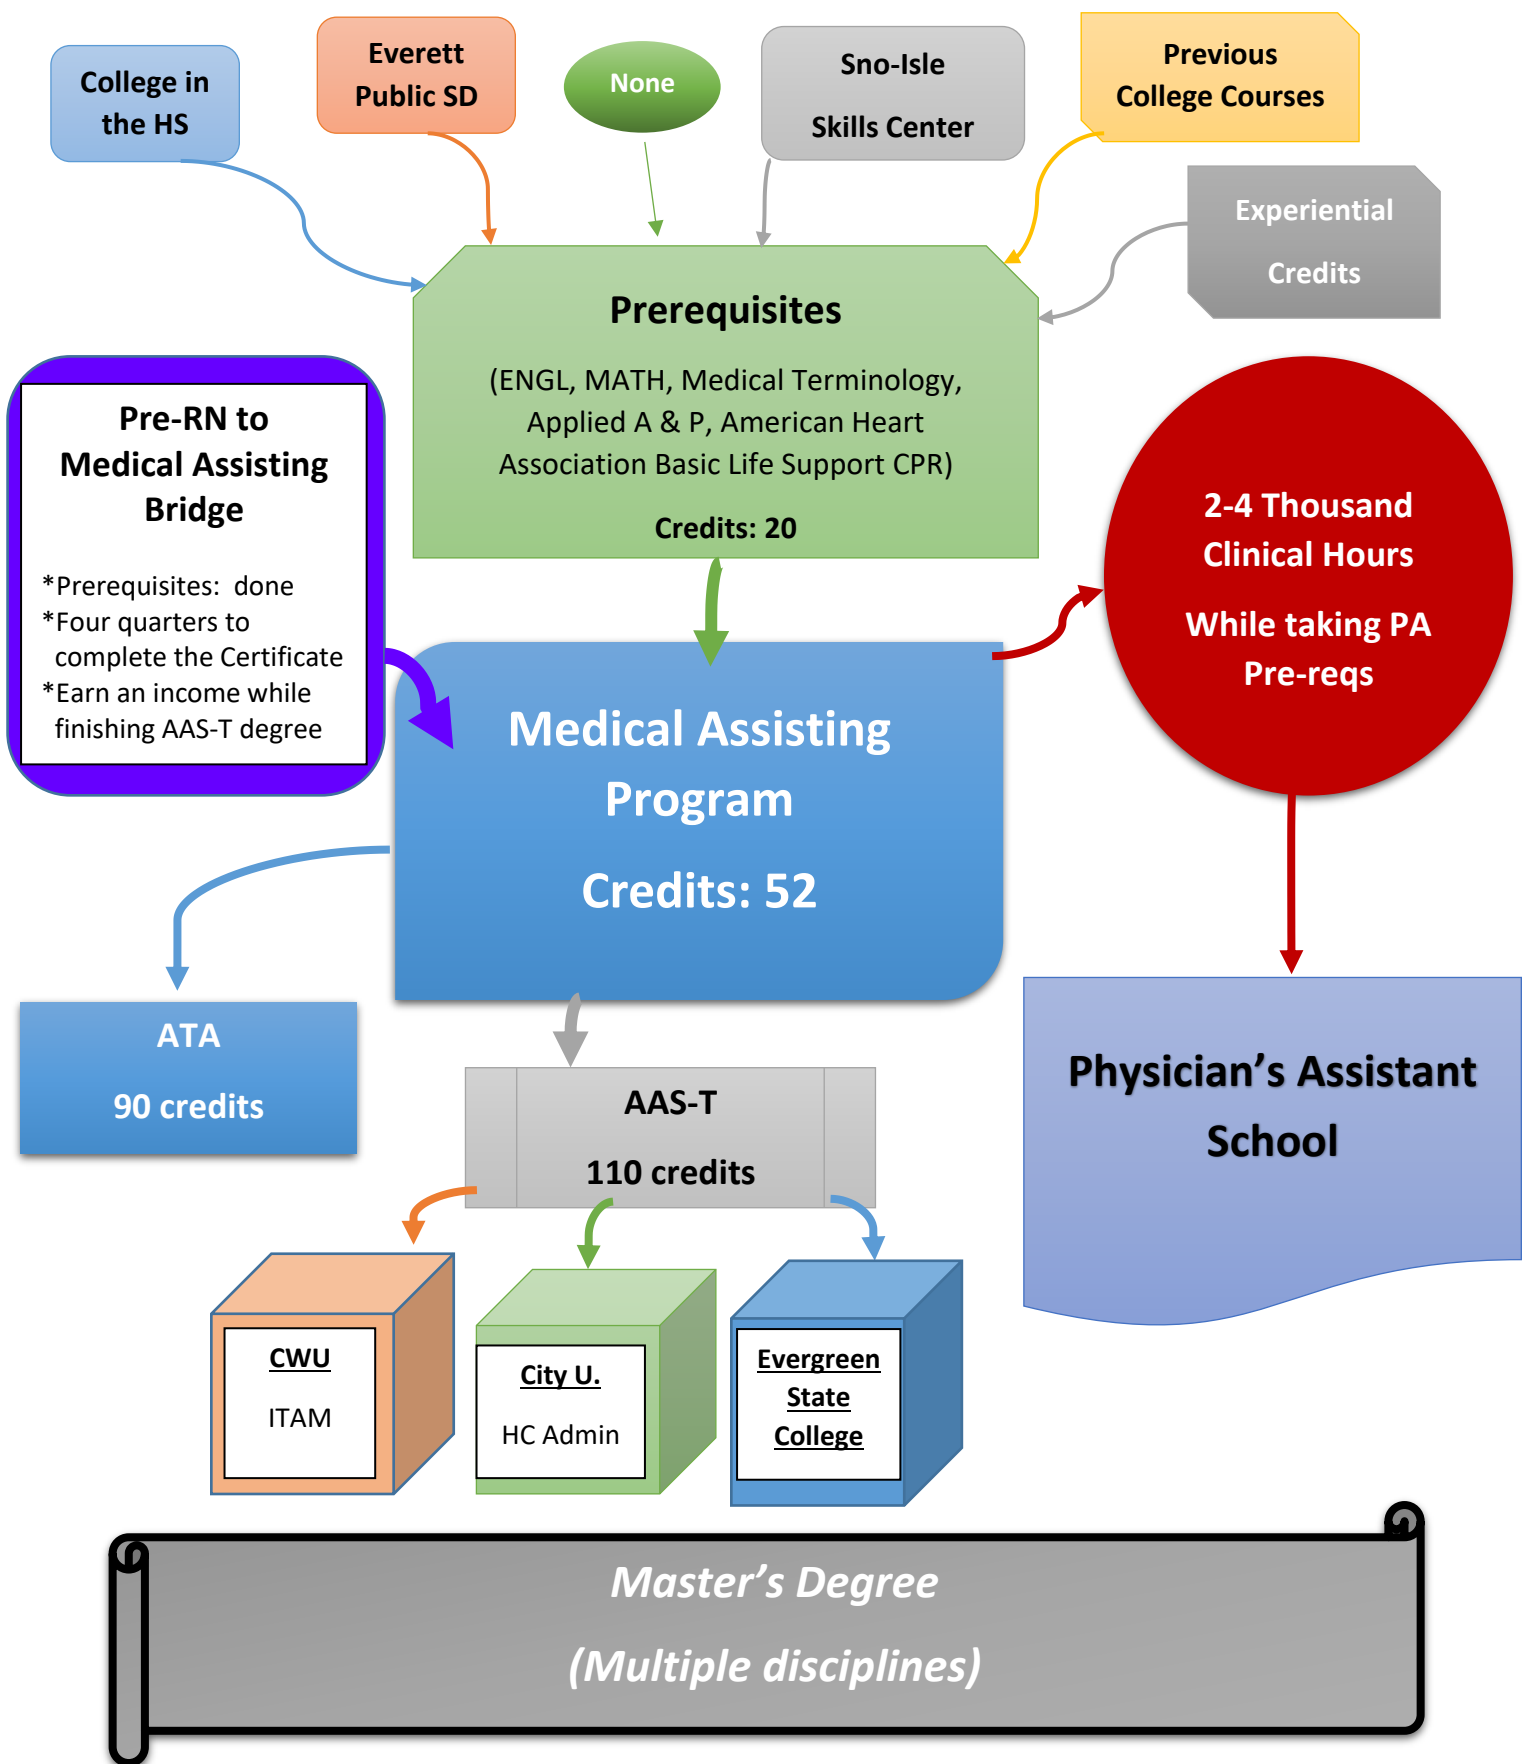 College in
the HS
Everett
Public SD
None
Sno-Isle
Skills Center
Previous
College Courses
Experiential
Credits
Prerequisites
(ENGL, MATH, Medical Terminology,
Applied A & P, American Heart
Association Basic Life Support CPR)
Credits: 20
Pre-RN to
Medical Assisting
Bridge
*Prerequisites:  done
*Four quarters to
complete the Certificate
*Earn an income while
finishing AAS-T degree
2-4 Thousand
Clinical Hours
While taking PA
Pre-reqs
Medical Assisting
Program
Credits: 52
ATA
90 credits
AAS-T
110 credits
Physician’s Assistant
School
CWU
ITAM
City U.
HC Admin
Evergreen
State
College
Master’s Degree
(Multiple disciplines)